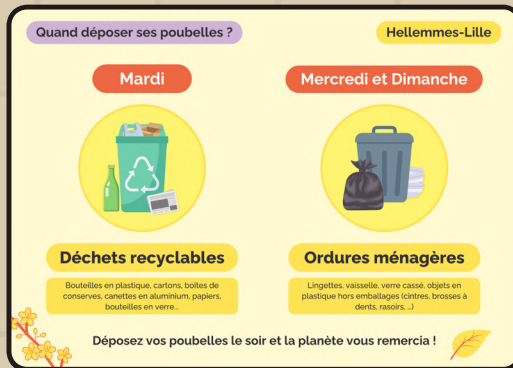 Quand déposer ses poubelles ?
Hellemmes-Lille
Mardi
Mercredi et Dimanche
Déchets recyclables
Bouteilles en plastique, cartons, boites de
conserves, canettes en aluminium, papiers,
bouteilles en verre...
Ordures ménagères
Lingettes, vaisselle, verre cassé, objets en
plastique hors emballages (cintres, brosses à
dents, rasoirs, ...)
Déposez vos poubelles le soir et la planète vous remercia !